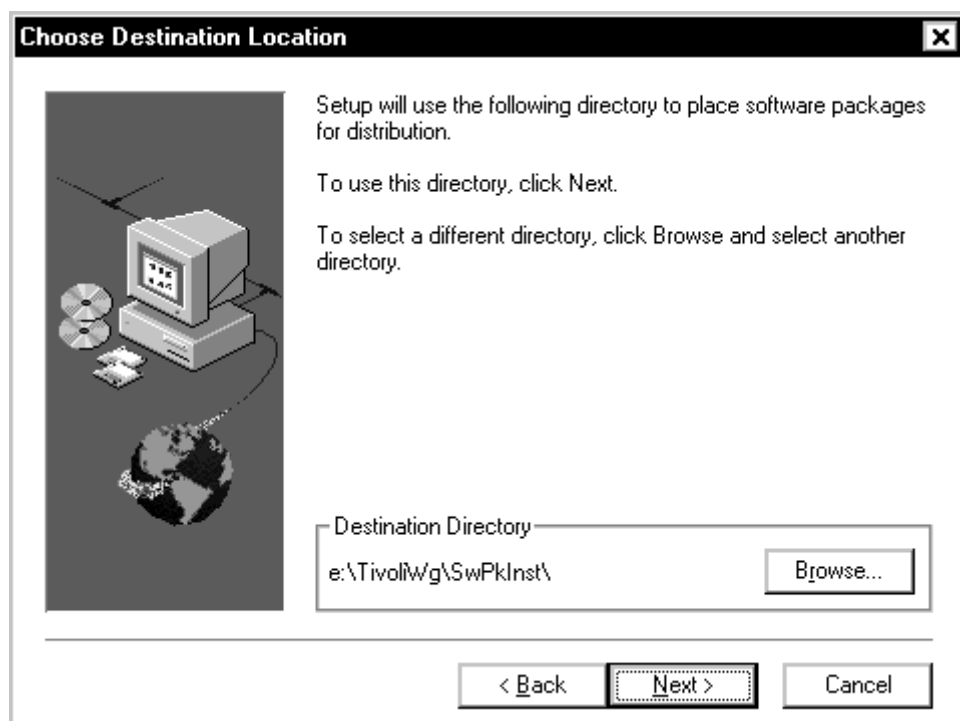 Choose Destination Location
Setup will use the following directory to place software packages
for distribution.
To use this directory, click Next.
To select a different directory, click Browse and select another
directory.
Destination Directory
e:\TivoliWg\SwPkInst\
Browse...
< Back
Next >
Cancel